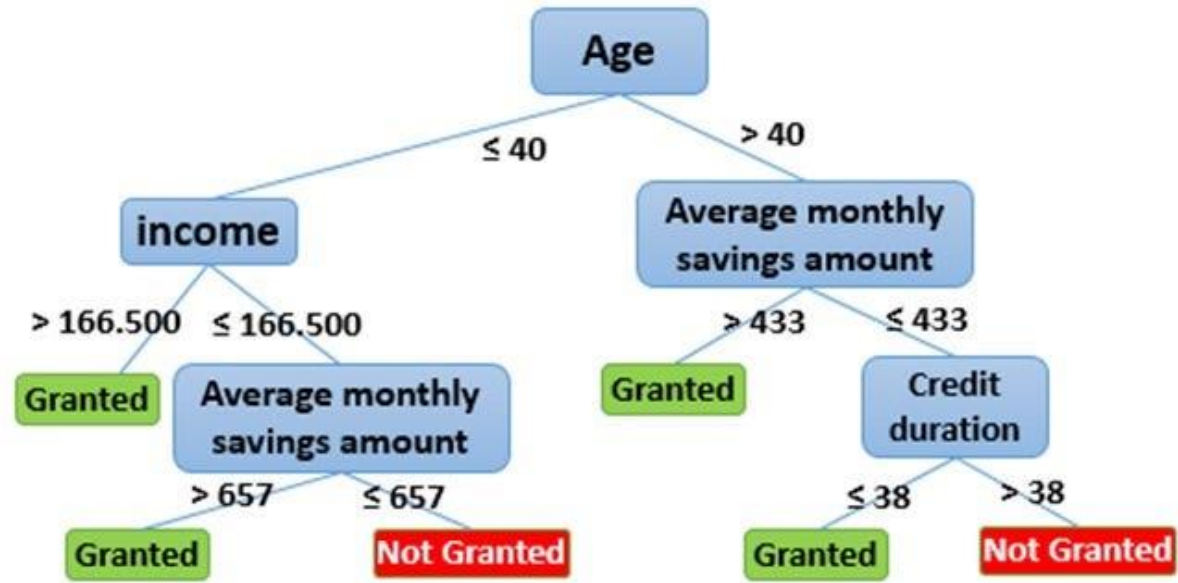 Age
≤ 40
> 40
income
Average monthly
savings amount
> 166.500
≤ 166.500
> 433
≤ 433
Granted
Average monthly
savings amount
Granted
Credit
duration
> 657
≤ 657
≤ 38
> 38
Granted
Not Granted
Granted
Not Granted